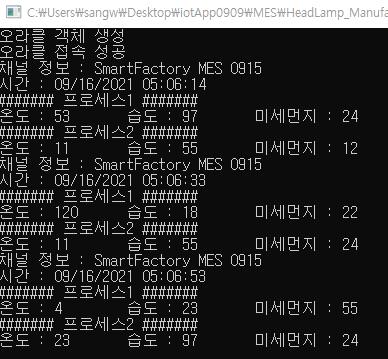 C:₩Users₩sangw₩Desktop₩iotApp0909₩MES₩HeadLamp_Manufa
오라클 객체 생성
오라클 접속 성공
채널 정보 : SmartFactory MES 0915
시간 : 09/16/2021 05:06:14
####### 프로세스1 #######
온도 : 53 습도 : 97 미세먼지 : 24
####### 프로세스2 #######
온도 : 11 습도 : 55 미세먼지 : 12
채널 정보 : SmartFactory MES 0915
시간 : 09/16/2021 05:06:33
####### 프로세스1 #######
온도 : 120 습도 : 18 미세먼지 : 22
####### 프로세스2 #######
온도 : 11 습도 : 55 미세먼지 : 24
채널 정보 : SmartFactory MES 0915
시간 : 09/16/2021 05:06:53
####### 프로세스1 #######
온도 : 4 습도 : 23 미세먼지 : 55
####### 프로세스2 #######
온도 : 23 습도 : 97 미세먼지 : 24